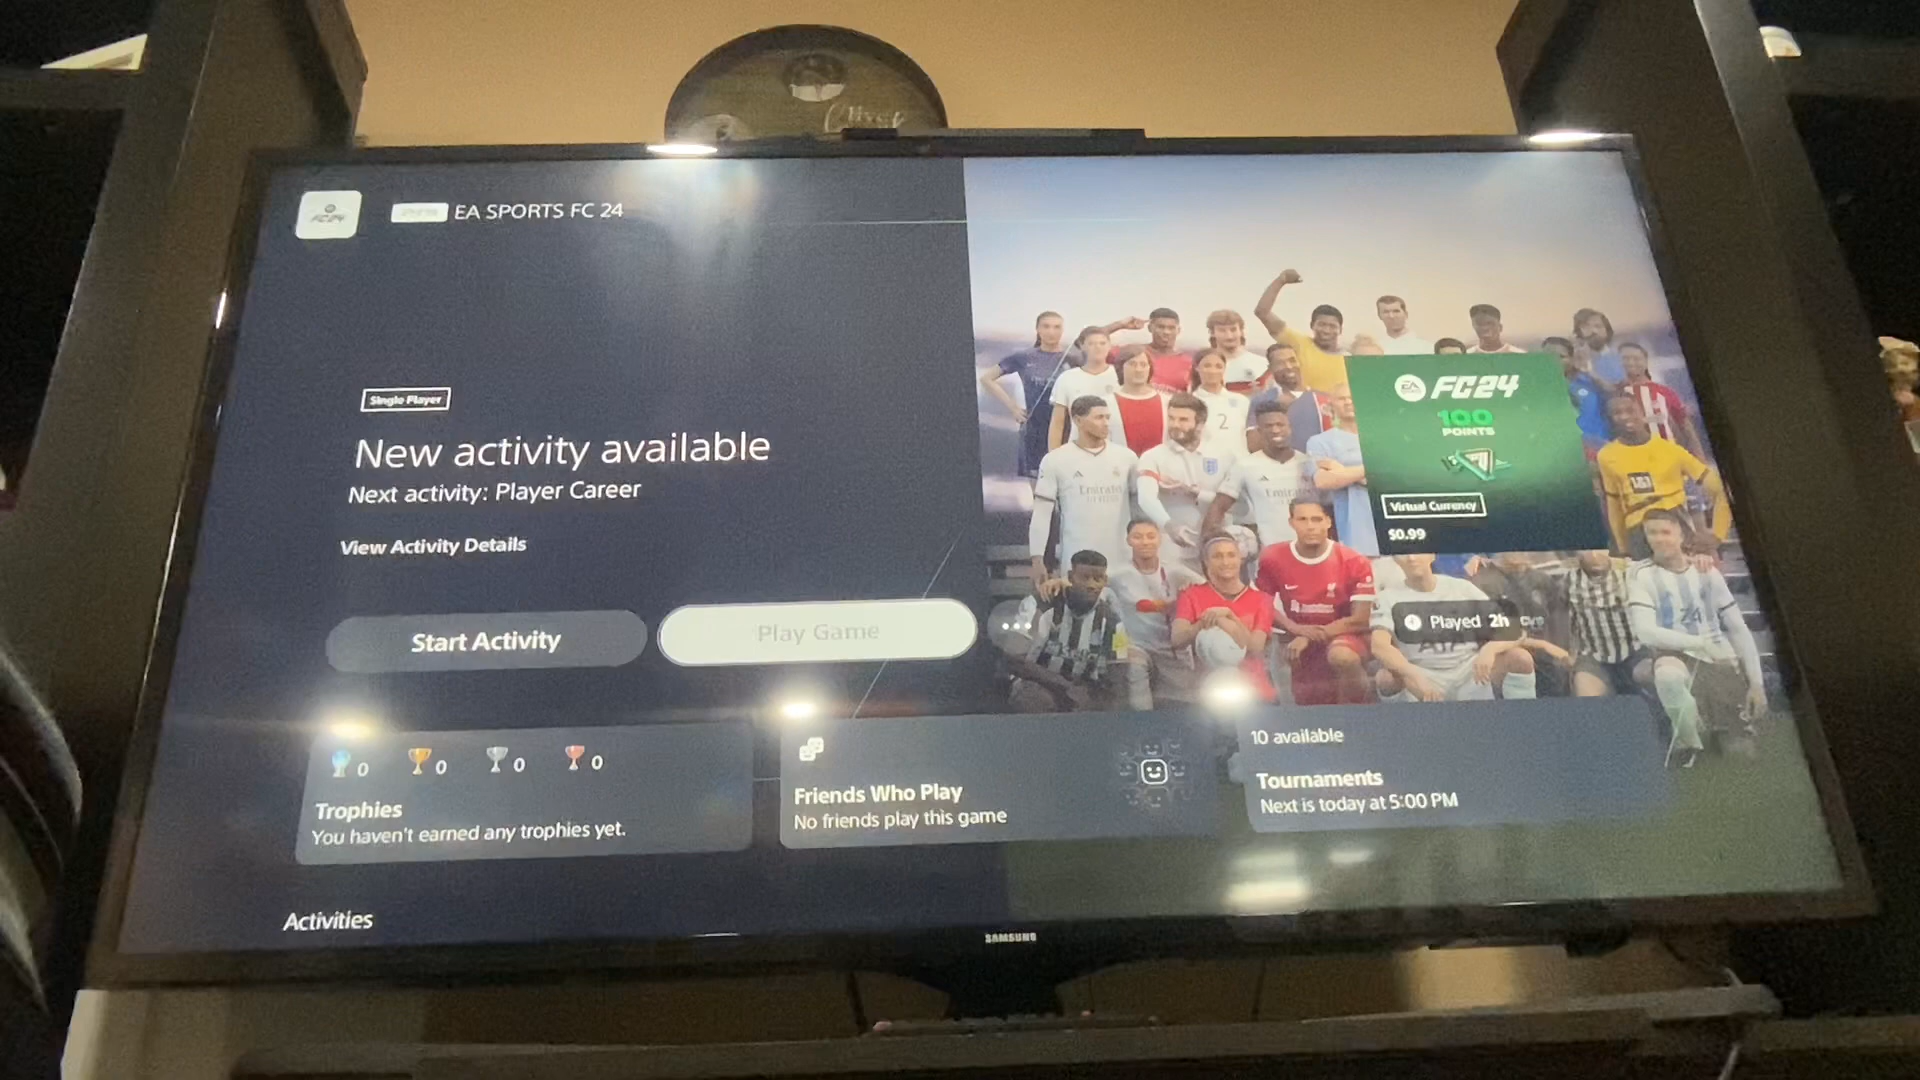 FC24
EA SPORTS FC 24
Single Player
New activity available
Next activity: Player Career
View Activity Details
Start Activity
Play Game
EA
FC24
100
POINTS
Virtual Currency
$0.99
Played 2h
2
0
0
0
0
Trophies
You haven't earned any trophies yet.
Friends Who Play
No friends play this game
10 available
Tournaments
Next is today at 5:00 PM
Activities
SAMSUNG